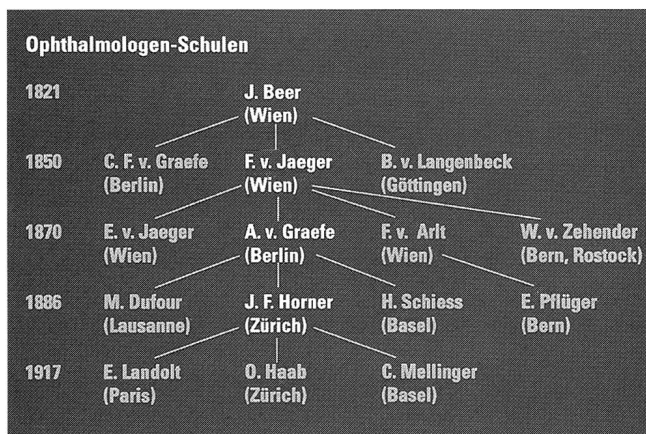 Ophthalmologen-Schulen
1821 J. Beer
(Wien)
1850 C. F. v. Graefe F. v. Jaeger B. v. Langenbeck
(Berlin) (Wien) (Göttingen)
1870 E. v. Jaeger A. v. Graefe F. v. Arlt W. v. Zehender
(Wien) (Berlin) (Wien) (Bern, Rostock)
1886 M. Dufour J. F. Horner H. Schiess E. Pflüger
(Lausanne) (Zürich) (Basel) (Bern)
1917 E. Landolt O. Haab C. Mellinger
(Paris) (Zürich) (Basel)